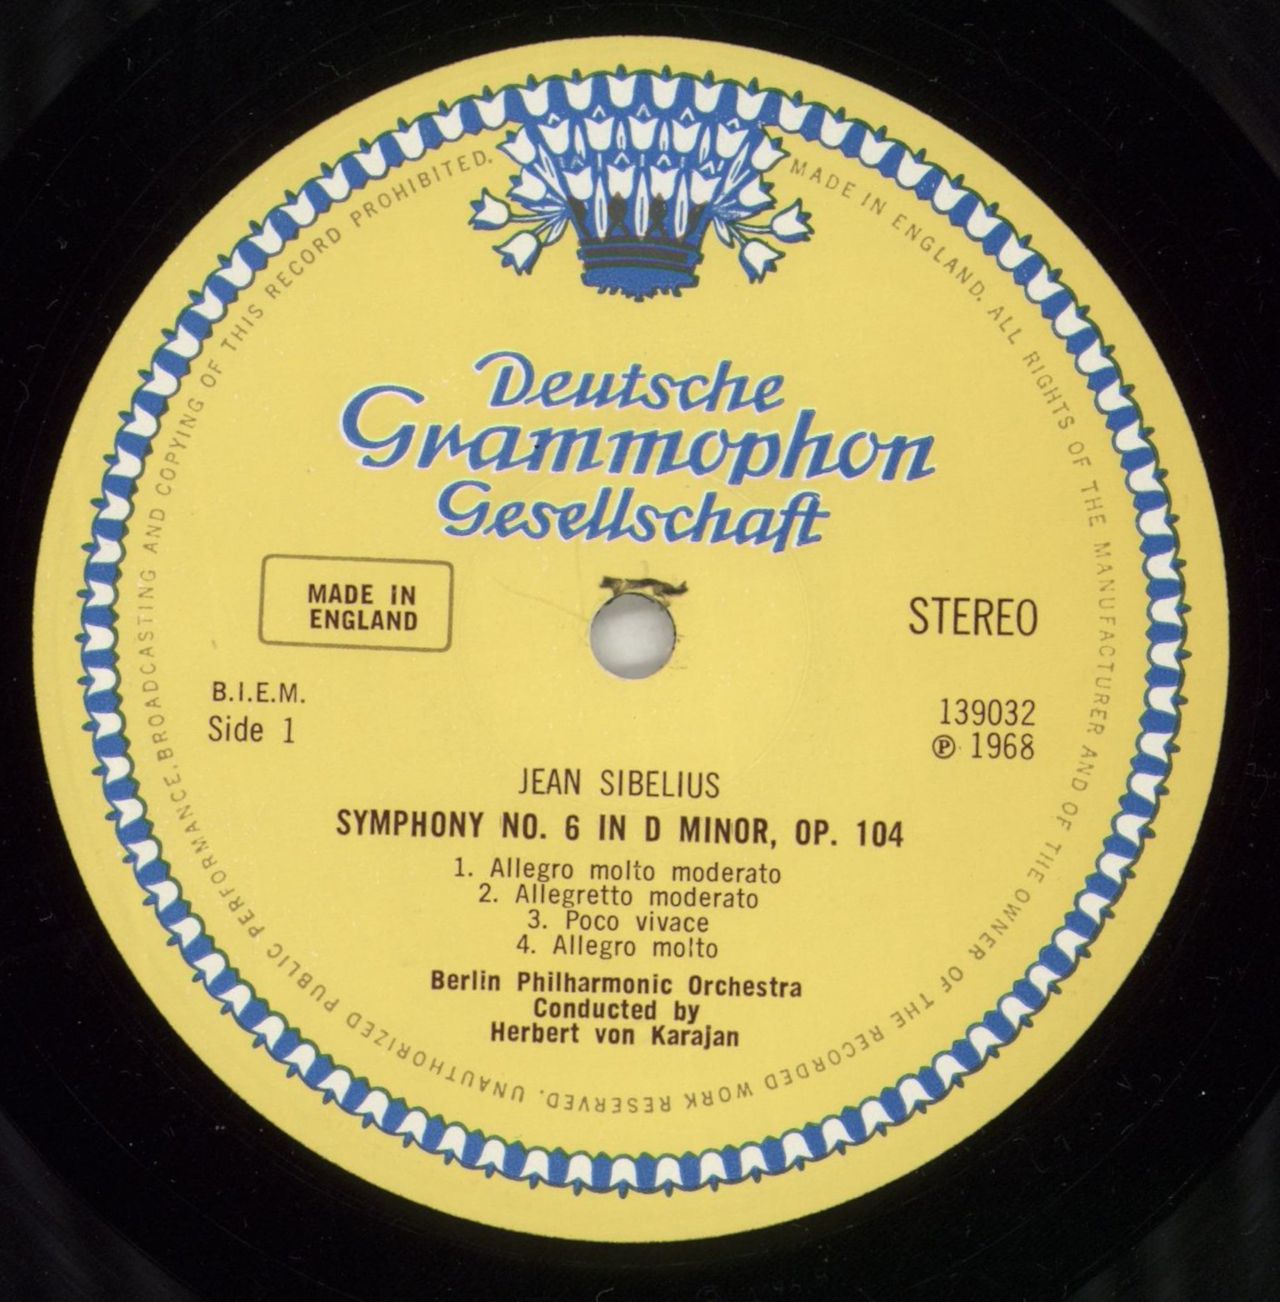 Deutsche
Grammophon
Gesellschaft
MADE IN
ENGLAND
STEREO
B.I.E.M.
Side 1
139032
℗ 1968
JEAN SIBELIUS
SYMPHONY NO. 6 IN D MINOR, OP. 104
1. Allegro molto moderato
2. Allegretto moderato
3. Poco vivace
4. Allegro molto
Berlin Philharmonic Orchestra
Conducted by
Herbert von Karajan
MADE IN ENGLAND. ALL RIGHTS OF THE MANUFACTURER AND OF THE OWNER OF THE RECORDED WORK RESERVED. UNAUTHORIZED PUBLIC PERFORMANCE, BROADCASTING AND COPYING OF THIS RECORD PROHIBITED.